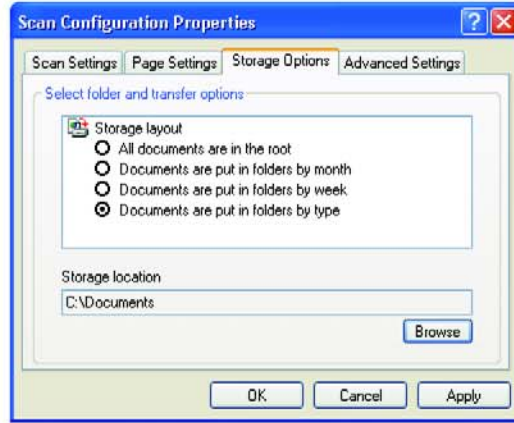 Scan Configuration Properties
Scan Settings Page Settings Storage Options Advanced Settings
Select folder and transfer options
Storage layout
All documents are in the root
Documents are put in folders by month
Documents are put in folders by week
Documents are put in folders by type
Storage location
C:\Documents
Browse
OK Cancel Apply